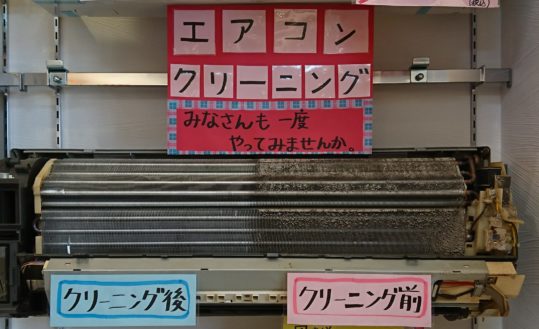 (税込)
エアコン
クリーニング
みなさんも一度
やってみませんか。
クリーニング後
クリーニング前